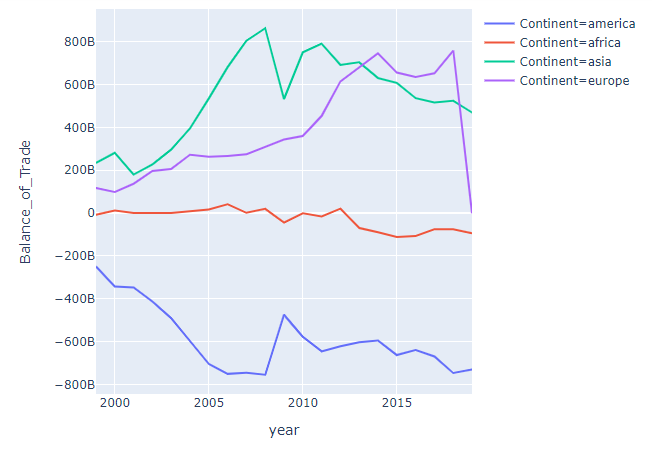 Continent=america
Continent=africa
Continent=asia
Continent=europe
800B
600B
400B
200B
0
−200B
−400B
−600B
−800B
Balance_of_Trade
2000 2005 2010 2015
year